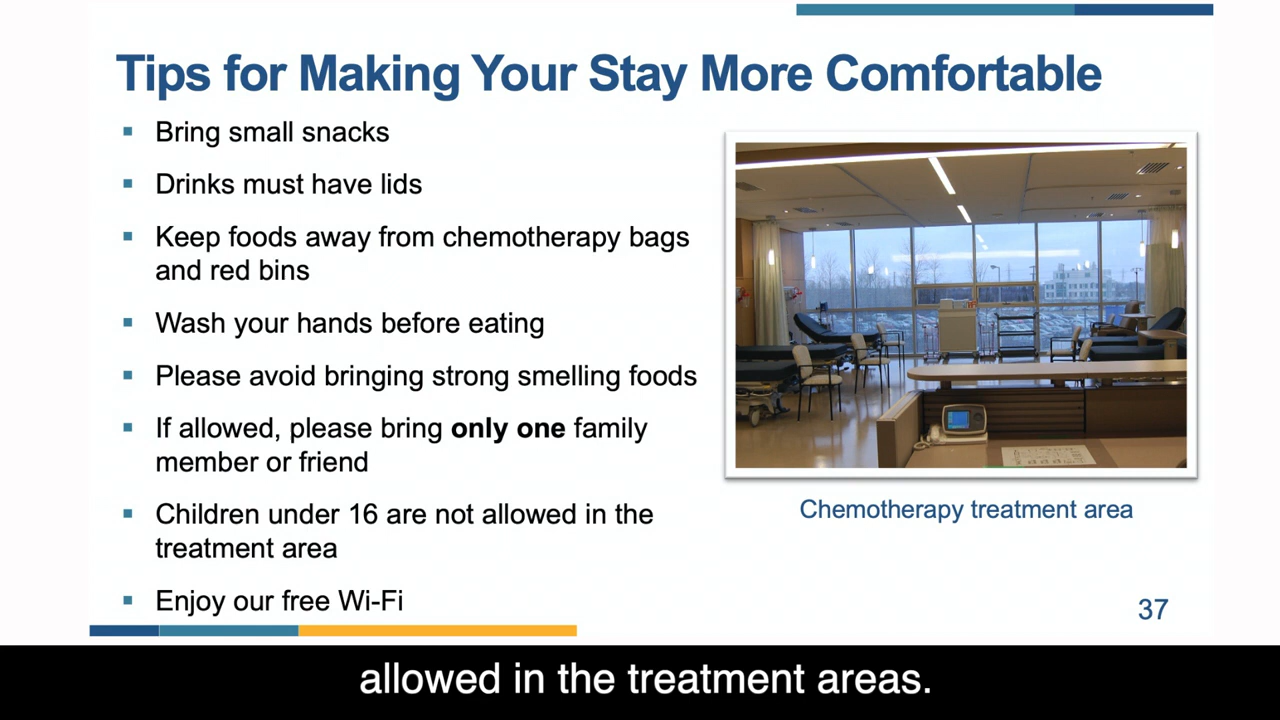 Tips for Making Your Stay More Comfortable
▪ Bring small snacks
▪ Drinks must have lids
▪ Keep foods away from chemotherapy bags
and red bins
▪ Wash your hands before eating
▪ Please avoid bringing strong smelling foods
▪ If allowed, please bring only one family
member or friend
▪ Children under 16 are not allowed in the
treatment area
▪ Enjoy our free Wi-Fi
Chemotherapy treatment area
37
allowed in the treatment areas.